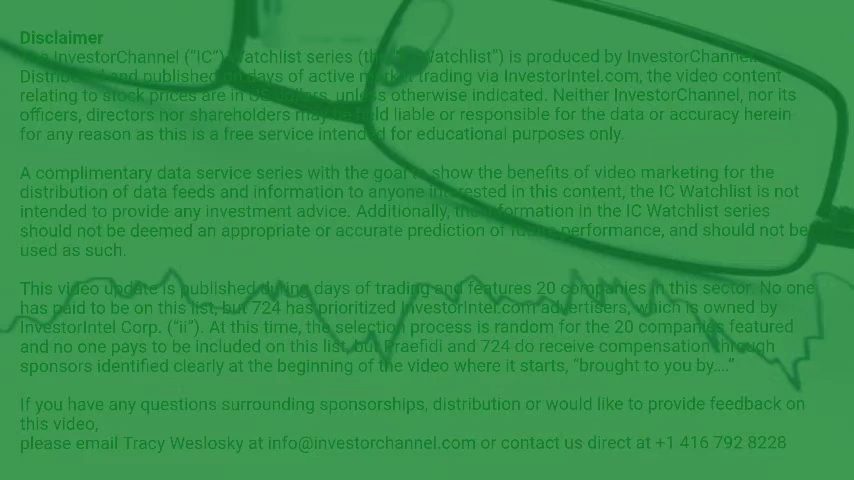 Disclaimer
The InvestorChannel (“IC”) Watchlist series (the “IC Watchlist”) is produced by InvestorChannel.
Distributed and published on days of active market trading via InvestorIntel.com, the video content
relating to stock prices are in US dollars, unless otherwise indicated. Neither InvestorChannel, nor its
officers, directors nor shareholders may be held liable or responsible for the data or accuracy herein
for any reason as this is a free service intended for educational purposes only.
A complimentary data service series with the goal to show the benefits of video marketing for the
distribution of data feeds and information to anyone interested in this content, the IC Watchlist is not
intended to provide any investment advice. Additionally, the information in the IC Watchlist series
should not be deemed an appropriate or accurate prediction of future performance, and should not be
used as such.
This video update is published during days of trading and features 20 companies in this sector. No one
has paid to be on this list, but 724 has prioritized InvestorIntel.com advertisers, which is owned by
InvestorIntel Corp. (“ii”). At this time, the selection process is random for the 20 companies featured
and no one pays to be included on this list, but Praefidi and 724 do receive compensation through
sponsors identified clearly at the beginning of the video where it starts, “brought to you by....”
If you have any questions surrounding sponsorships, distribution or would like to provide feedback on
this video,
please email Tracy Weslosky at info@investorchannel.com or contact us direct at +1 416 792 8228